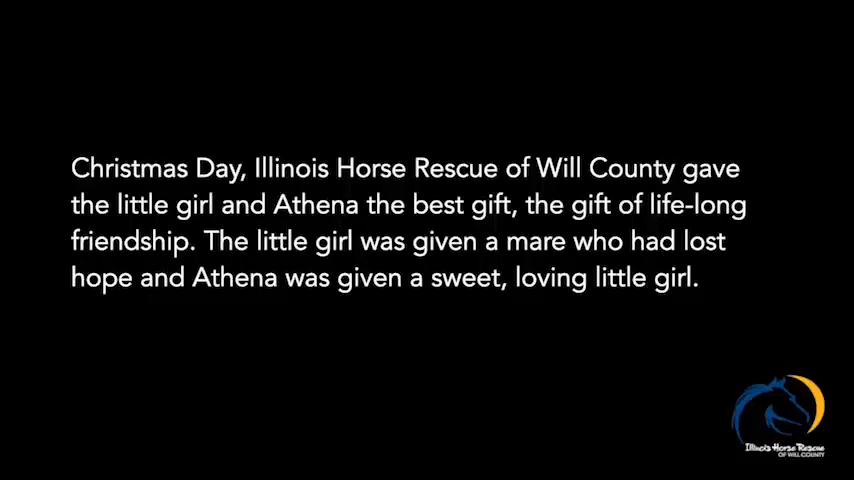 Christmas Day, Illinois Horse Rescue of Will County gave
the little girl and Athena the best gift, the gift of life-long
friendship. The little girl was given a mare who had lost
hope and Athena was given a sweet, loving little girl.
Illinois Horse Rescue
OF WILL COUNTY